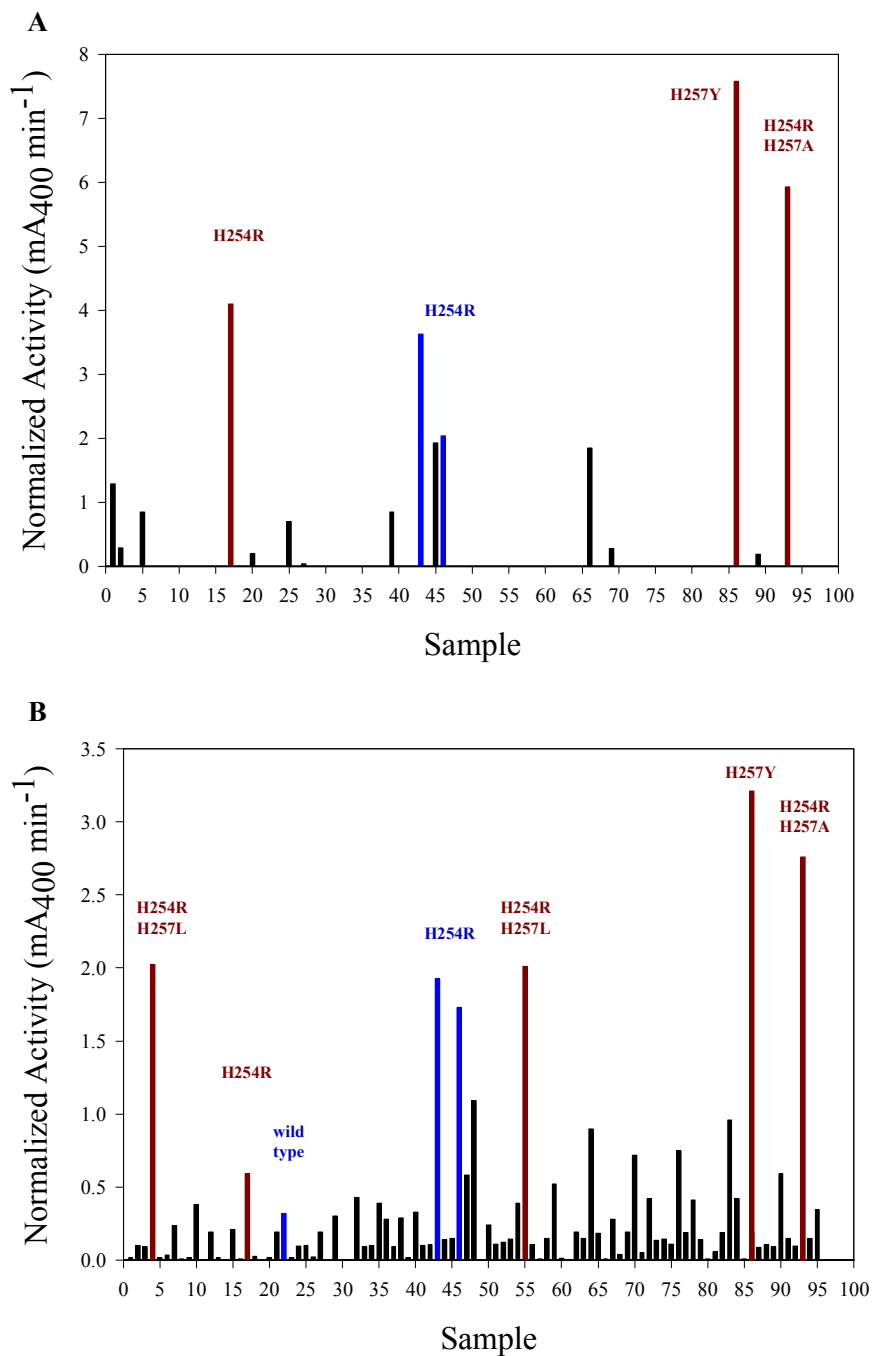 A
Normalized Activity (mA400 min-1)
8
7
6
5
4
3
2
1
0
H254R
H254R
H257Y
H254R
H257A
0 5 10 15 20 25 30 35 40 45 50 55 60 65 70 75 80 85 90 95 100
Sample
B
Normalized Activity (mA400 min-1)
3.5
3.0
2.5
2.0
1.5
1.0
0.5
0.0
H254R
H257L
H254R
wild
type
H254R
H254R
H257L
H257Y
H254R
H257A
0 5 10 15 20 25 30 35 40 45 50 55 60 65 70 75 80 85 90 95 100
Sample